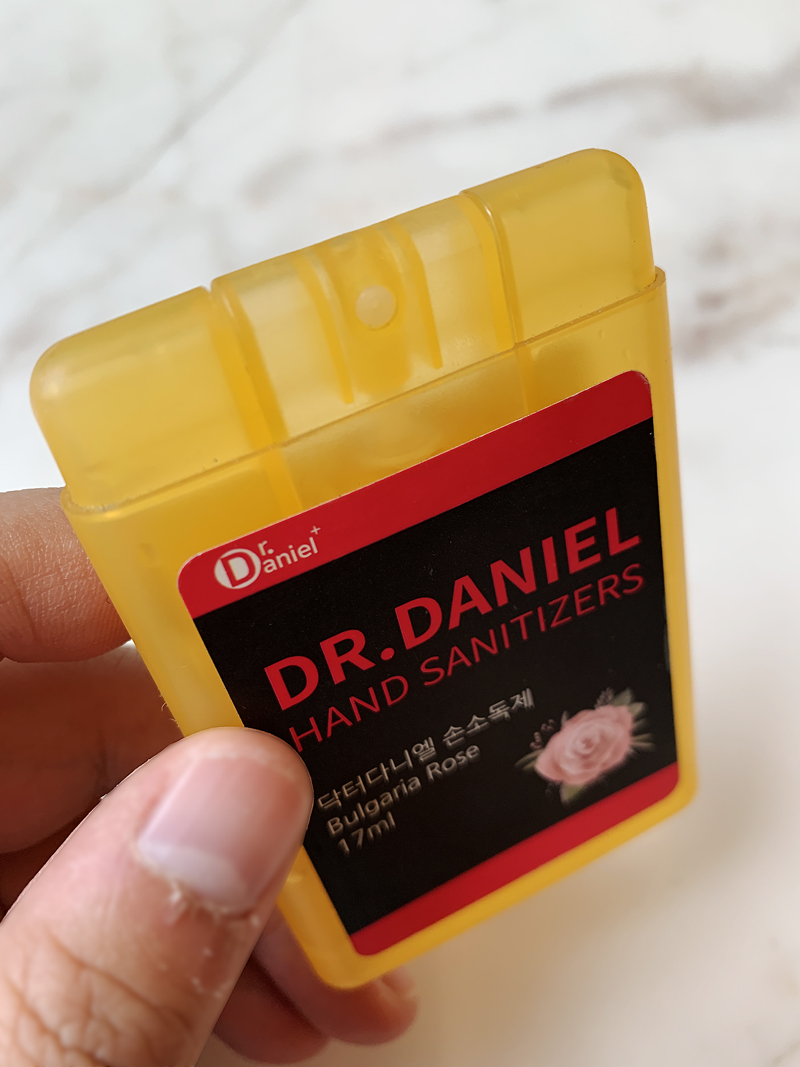 Dr.Daniel+
DR.DANIEL
HAND SANITIZERS
닥터다니엘 손소독제
Bulgaria Rose
17ml